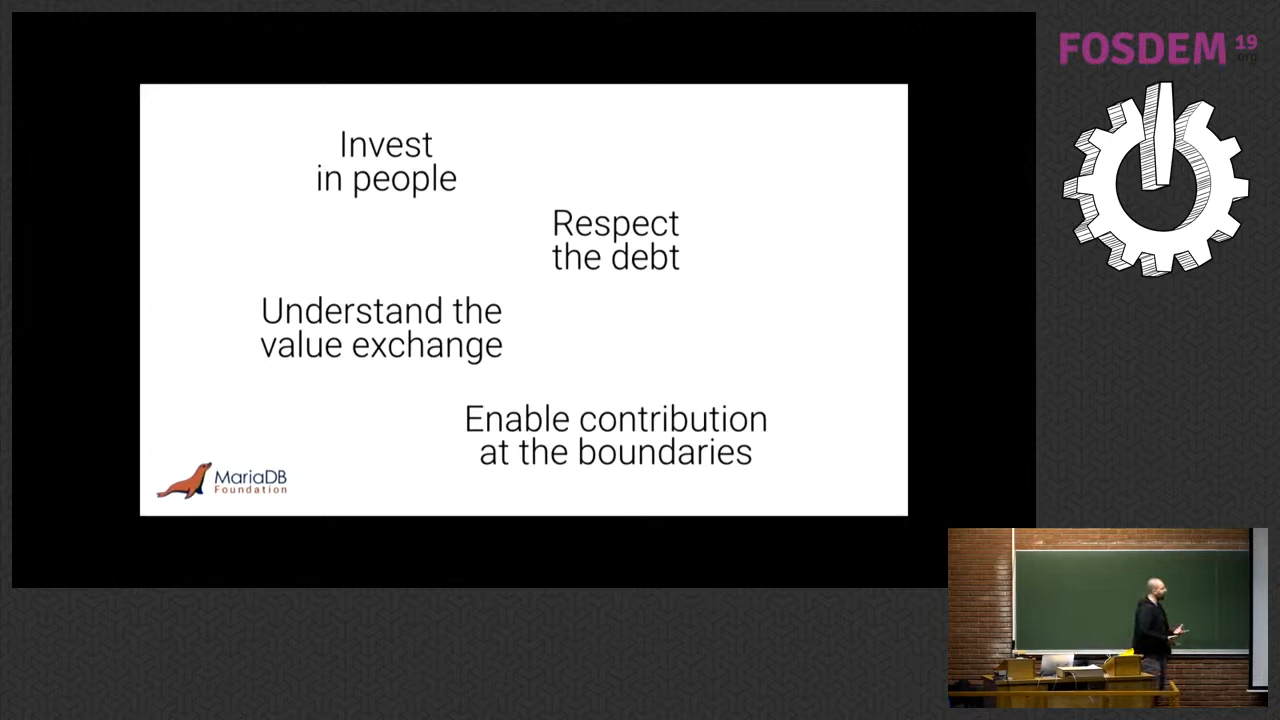 FOSDEM 19
.org
Invest
in people
Respect
the debt
Understand the
value exchange
Enable contribution
at the boundaries
MariaDB
Foundation